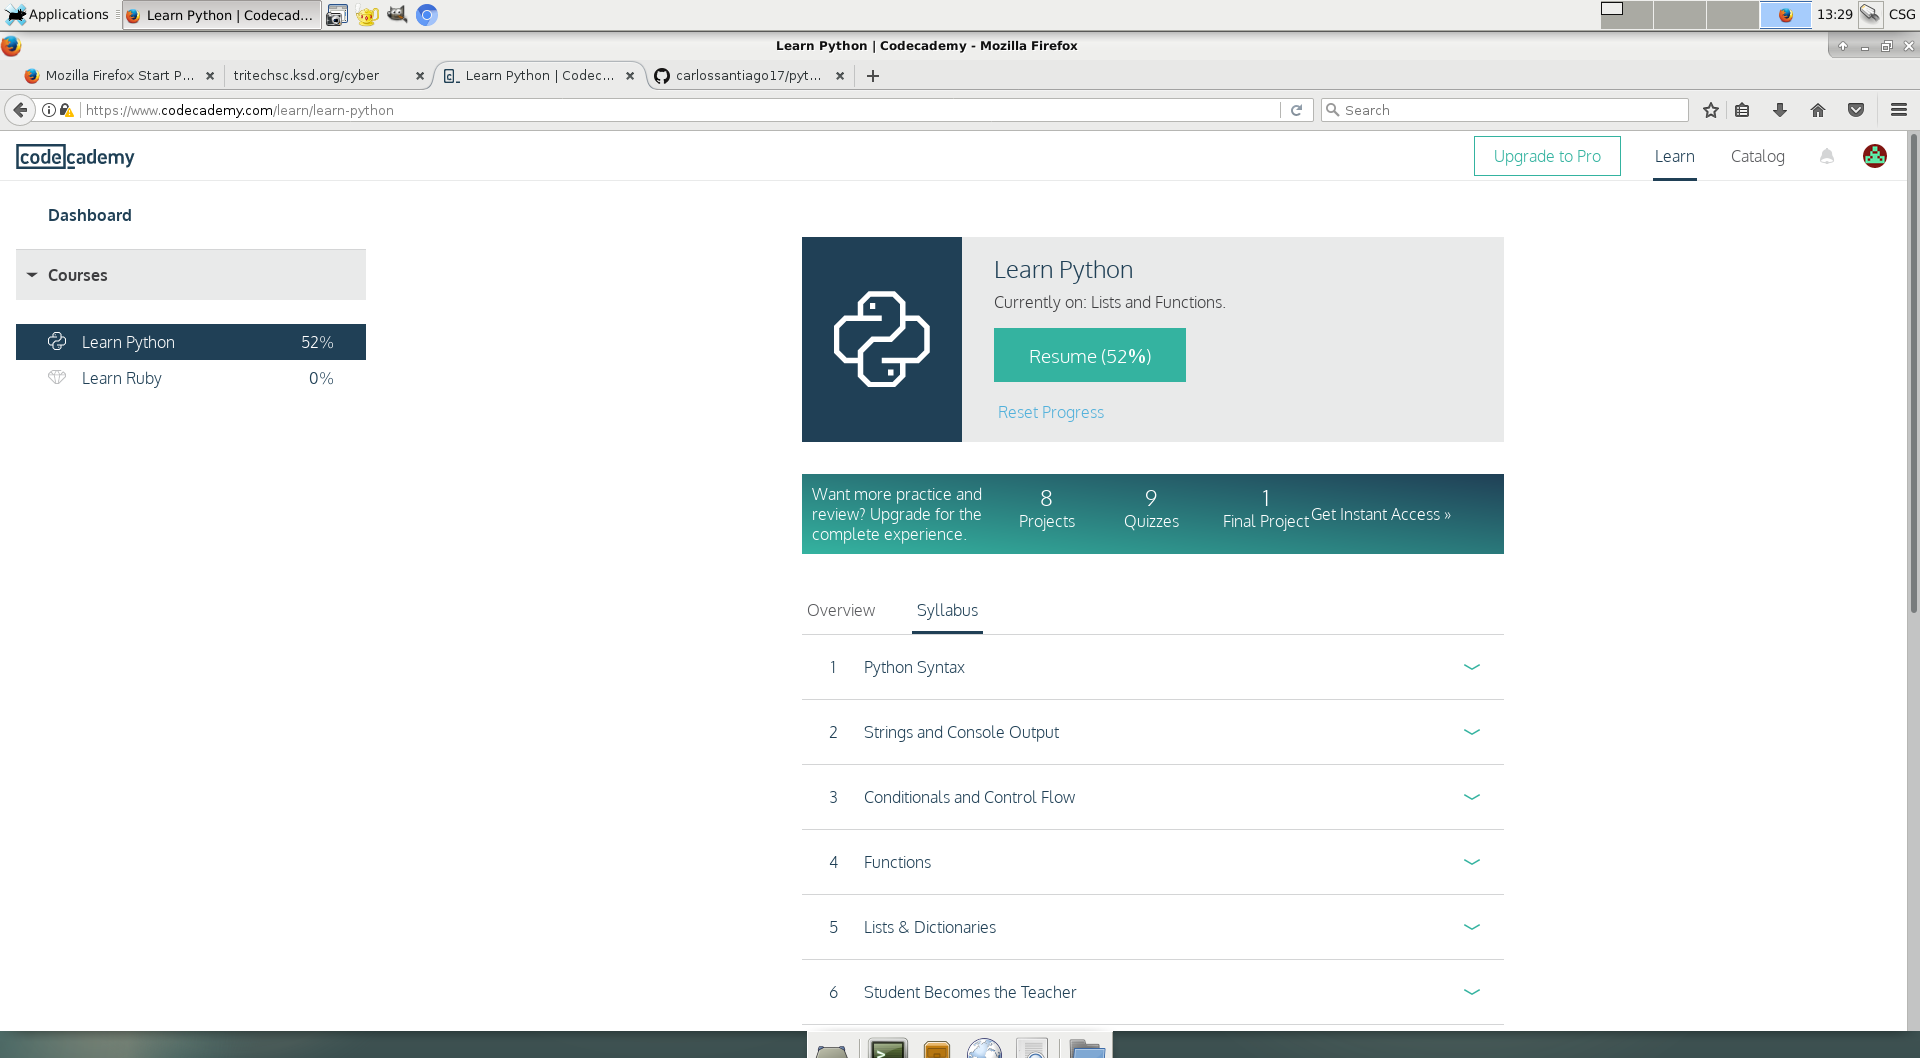 Applications
Learn Python | Codecad...
13:29
CSG
Learn Python | Codecademy - Mozilla Firefox
Mozilla Firefox Start P...
tritechsc.ksd.org/cyber
Learn Python | Codec...
carlossantiago17/pyt...
https://www.codecademy.com/learn/learn-python
Search
codecademy
Upgrade to Pro
Learn
Catalog
Dashboard
Courses
Learn Python 52%
Learn Ruby 0%
Learn Python
Currently on: Lists and Functions.
Resume (52%)
Reset Progress
Want more practice and
review? Upgrade for the
complete experience.
8
Projects
9
Quizzes
1
Final Project
Get Instant Access »
Overview
Syllabus
1 Python Syntax
2 Strings and Console Output
3 Conditionals and Control Flow
4 Functions
5 Lists & Dictionaries
6 Student Becomes the Teacher